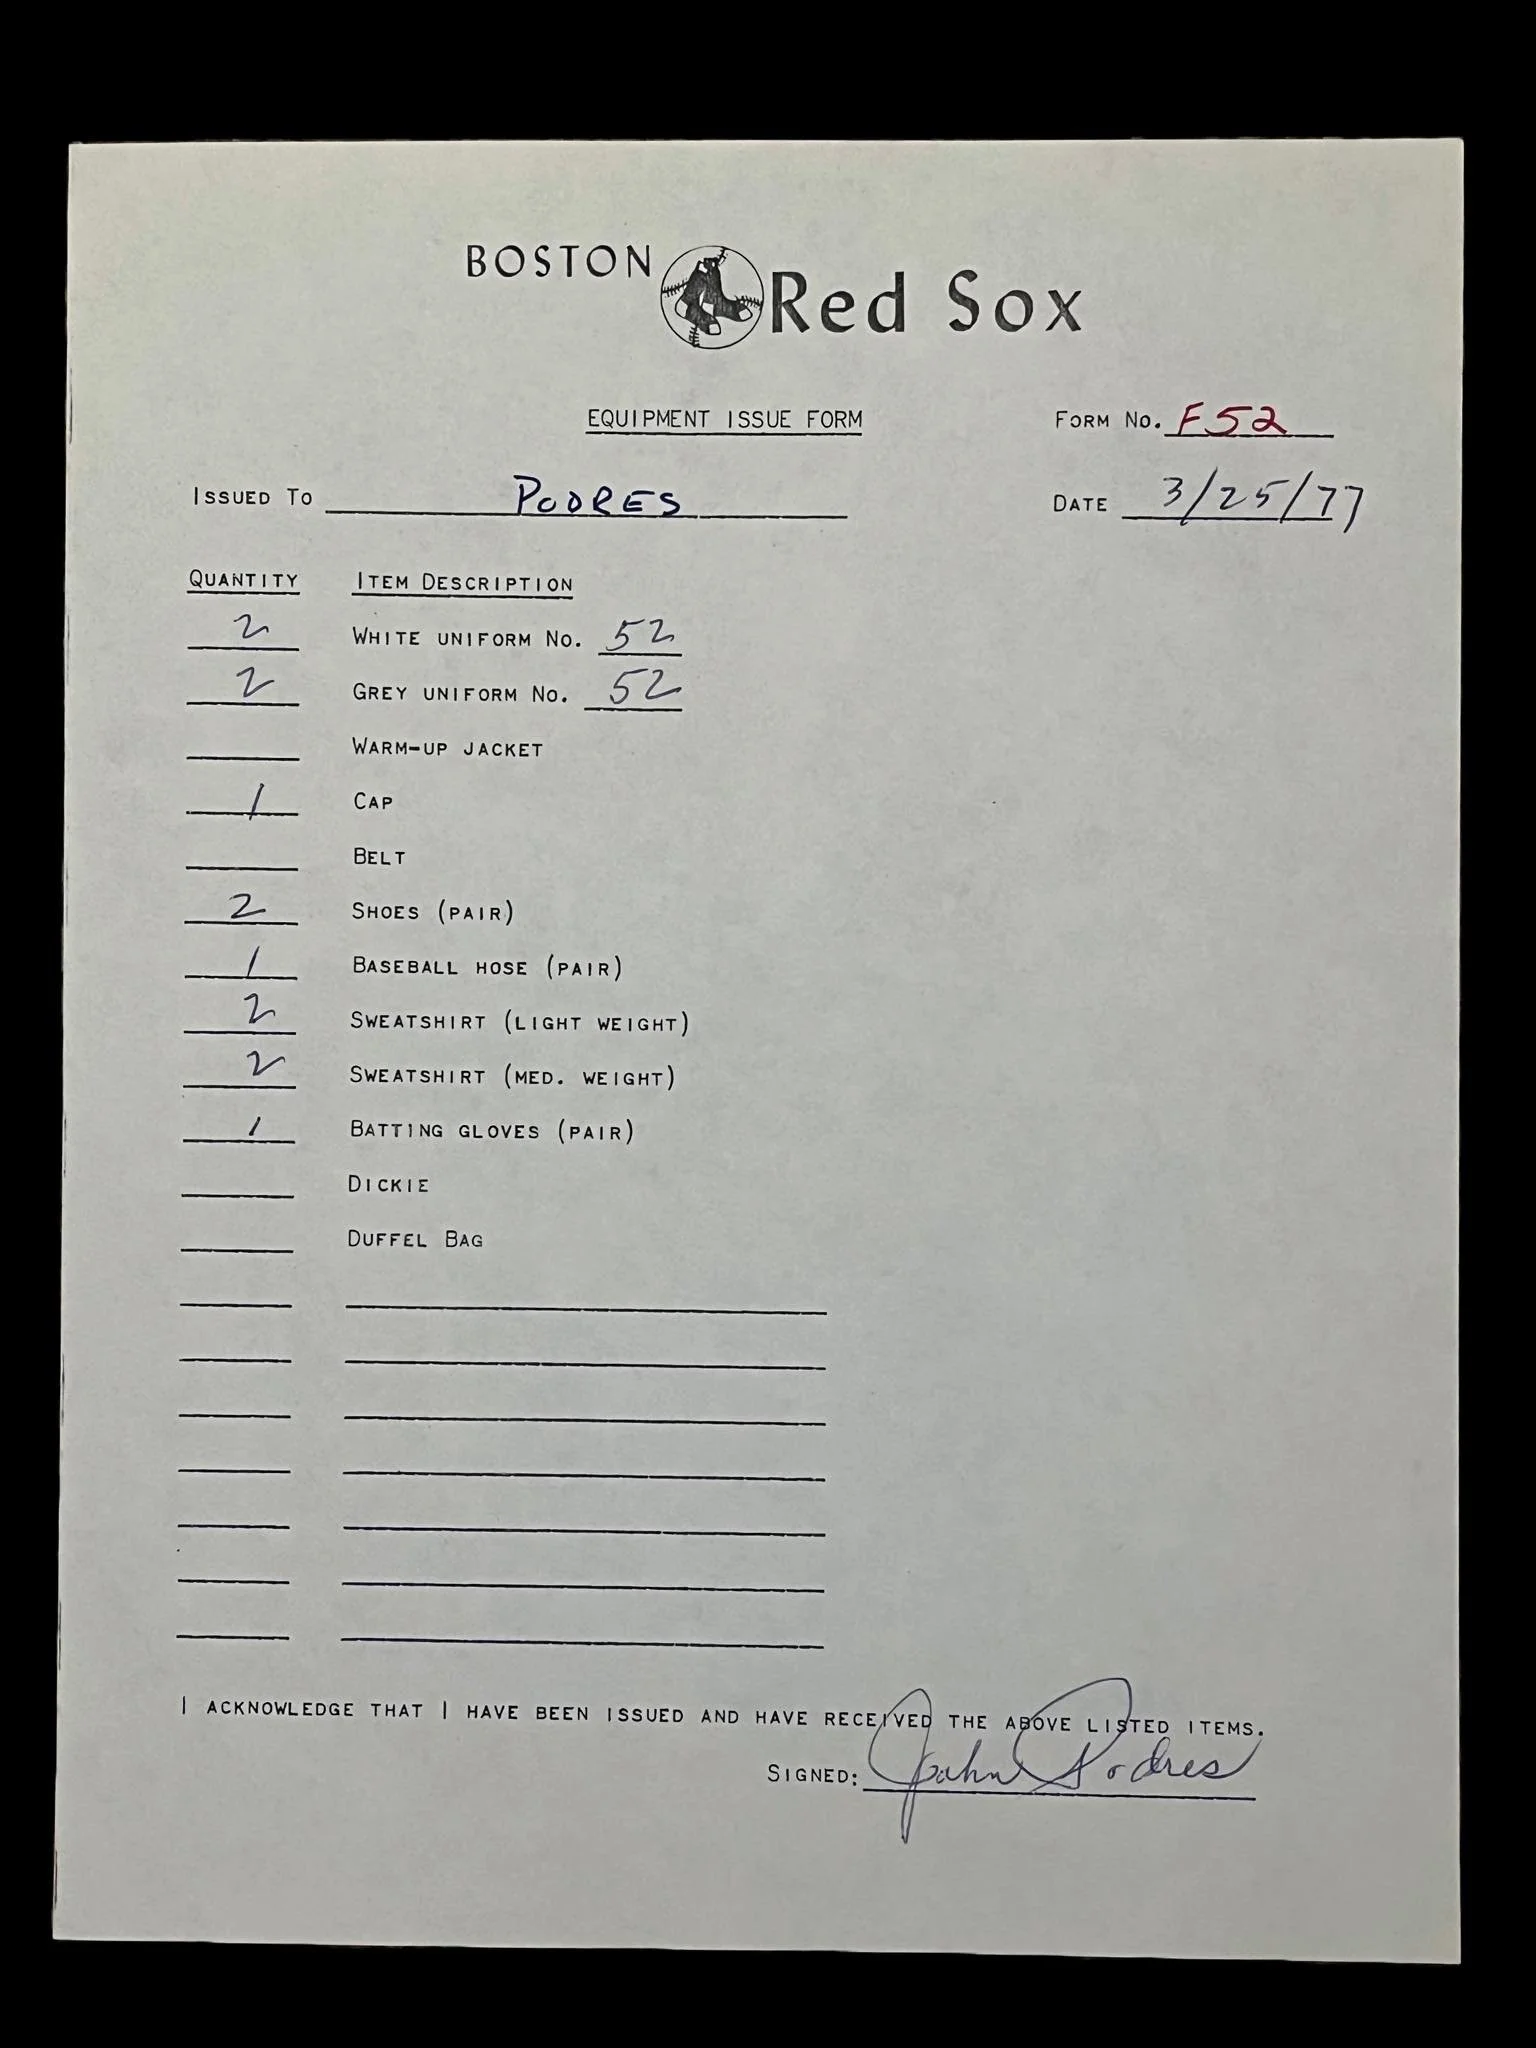 BOSTON Red Sox
EQUIPMENT ISSUE FORM
FORM NO. F52
ISSUED TO PODRES
DATE 3/25/77
QUANTITY ITEM DESCRIPTION
2 WHITE UNIFORM NO. 52
2 GREY UNIFORM NO. 52
WARM-UP JACKET
1 CAP
BELT
2 SHOES (PAIR)
1 BASEBALL HOSE (PAIR)
2 SWEATSHIRT (LIGHT WEIGHT)
2 SWEATSHIRT (MED. WEIGHT)
1 BATTING GLOVES (PAIR)
DICKIE
DUFFEL BAG
I ACKNOWLEDGE THAT I HAVE BEEN ISSUED AND HAVE RECEIVED THE ABOVE LISTED ITEMS.
SIGNED: John Podres